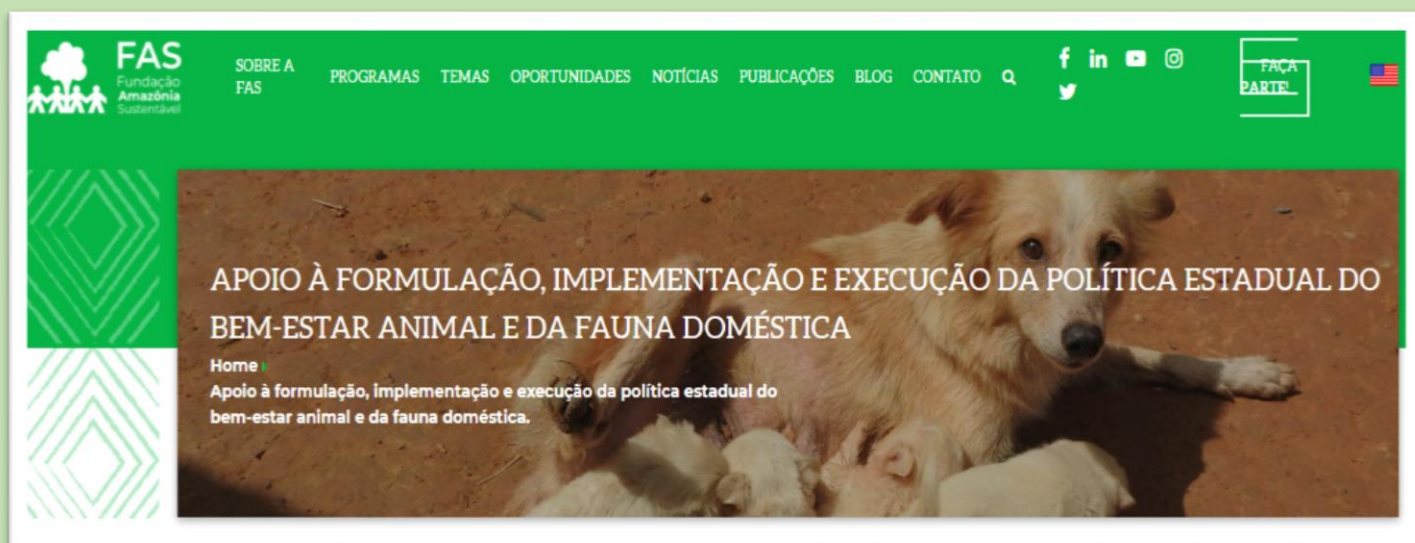 FAS
Fundação
Amazônia
Sustentável
SOBRE A
FAS
PROGRAMAS
TEMAS
OPORTUNIDADES
NOTÍCIAS
PUBLICAÇÕES
BLOG
CONTATO
FAÇA
PARTE!
APOIO À FORMULAÇÃO, IMPLEMENTAÇÃO E EXECUÇÃO DA POLÍTICA ESTADUAL DO
BEM-ESTAR ANIMAL E DA FAUNA DOMÉSTICA
Home
Apoio à formulação, implementação e execução da política estadual do
bem-estar animal e da fauna doméstica.